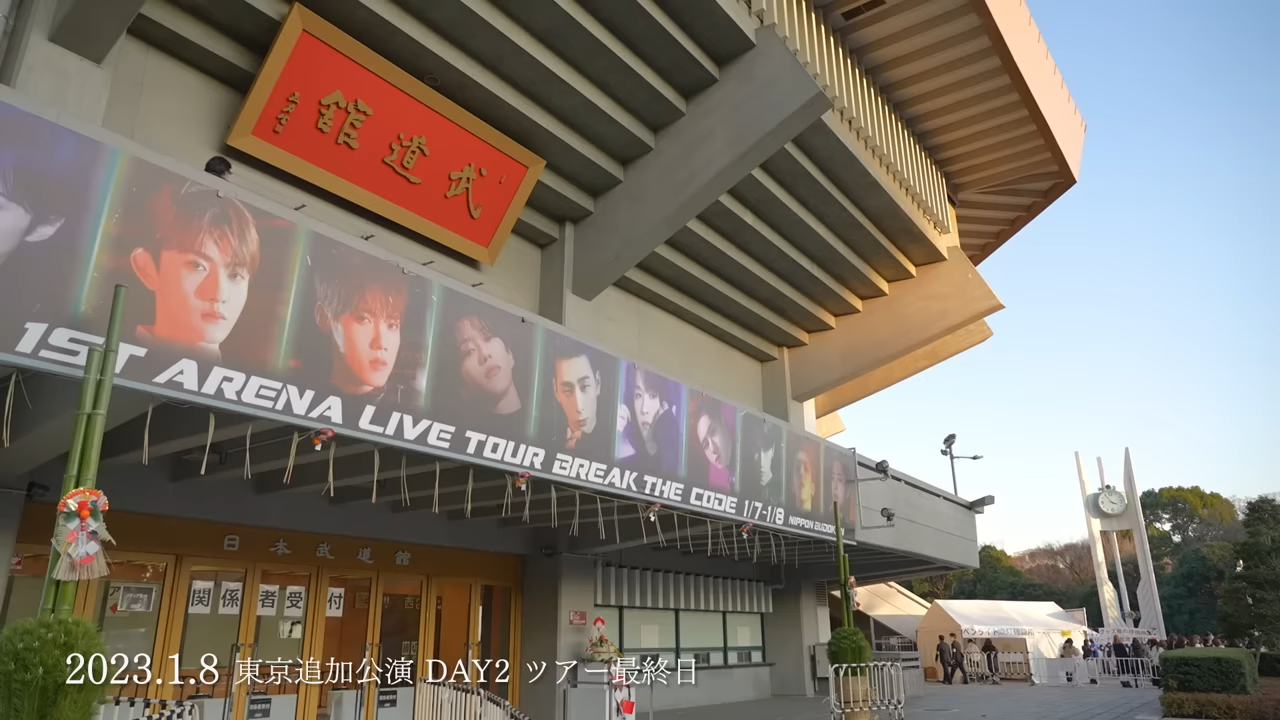 武道館
1ST ARENA LIVE TOUR BREAK THE CODE 1/7-1/8 NIPPON BUDOKAN
日本武道館
関係者受付
2023.1.8 東京追加公演 DAY2 ツアー最終日